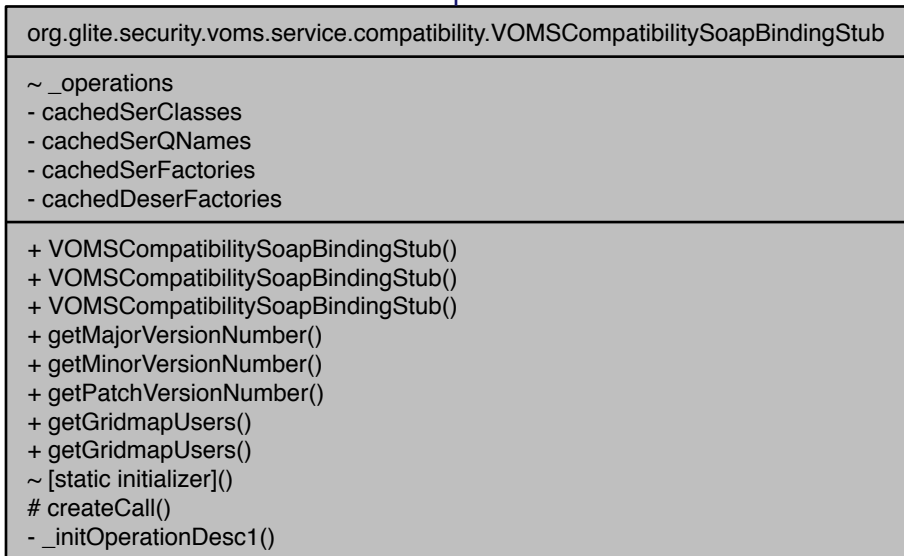 org.glite.security.voms.service.compatibility.VOMSCompatibilitySoapBindingStub
~ _operations
- cachedSerClasses
- cachedSerQNames
- cachedSerFactories
- cachedDeserFactories
+ VOMSCompatibilitySoapBindingStub()
+ VOMSCompatibilitySoapBindingStub()
+ VOMSCompatibilitySoapBindingStub()
+ getMajorVersionNumber()
+ getMinorVersionNumber()
+ getPatchVersionNumber()
+ getGridmapUsers()
+ getGridmapUsers()
~ [static initializer]()
# createCall()
- _initOperationDesc1()